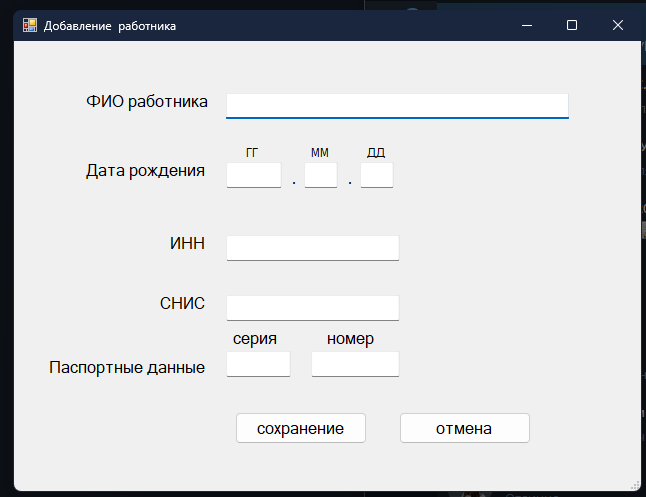 Добавление работника
ФИО работника
ГГ ММ ДД
Дата рождения . .
ИНН
СНИС
серия номер
Паспортные данные
сохранение отмена